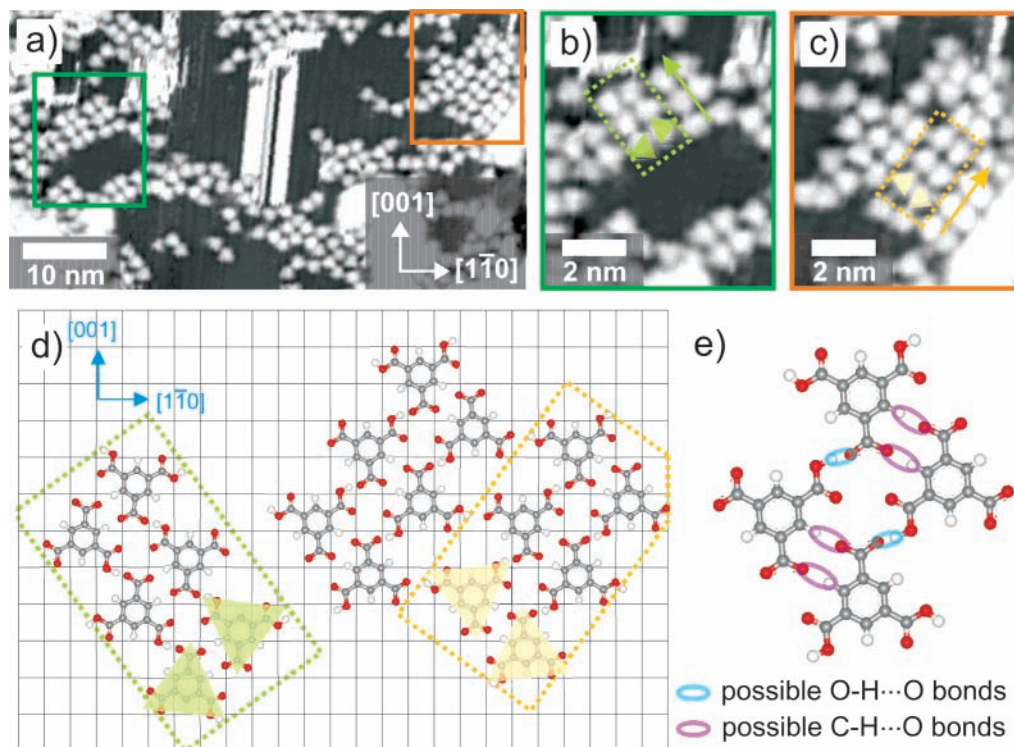 a)
[001]
[11̅0]
10 nm
b)
2 nm
c)
2 nm
d)
[001]
[11̅0]
e)
possible O-H···O bonds
possible C-H···O bonds